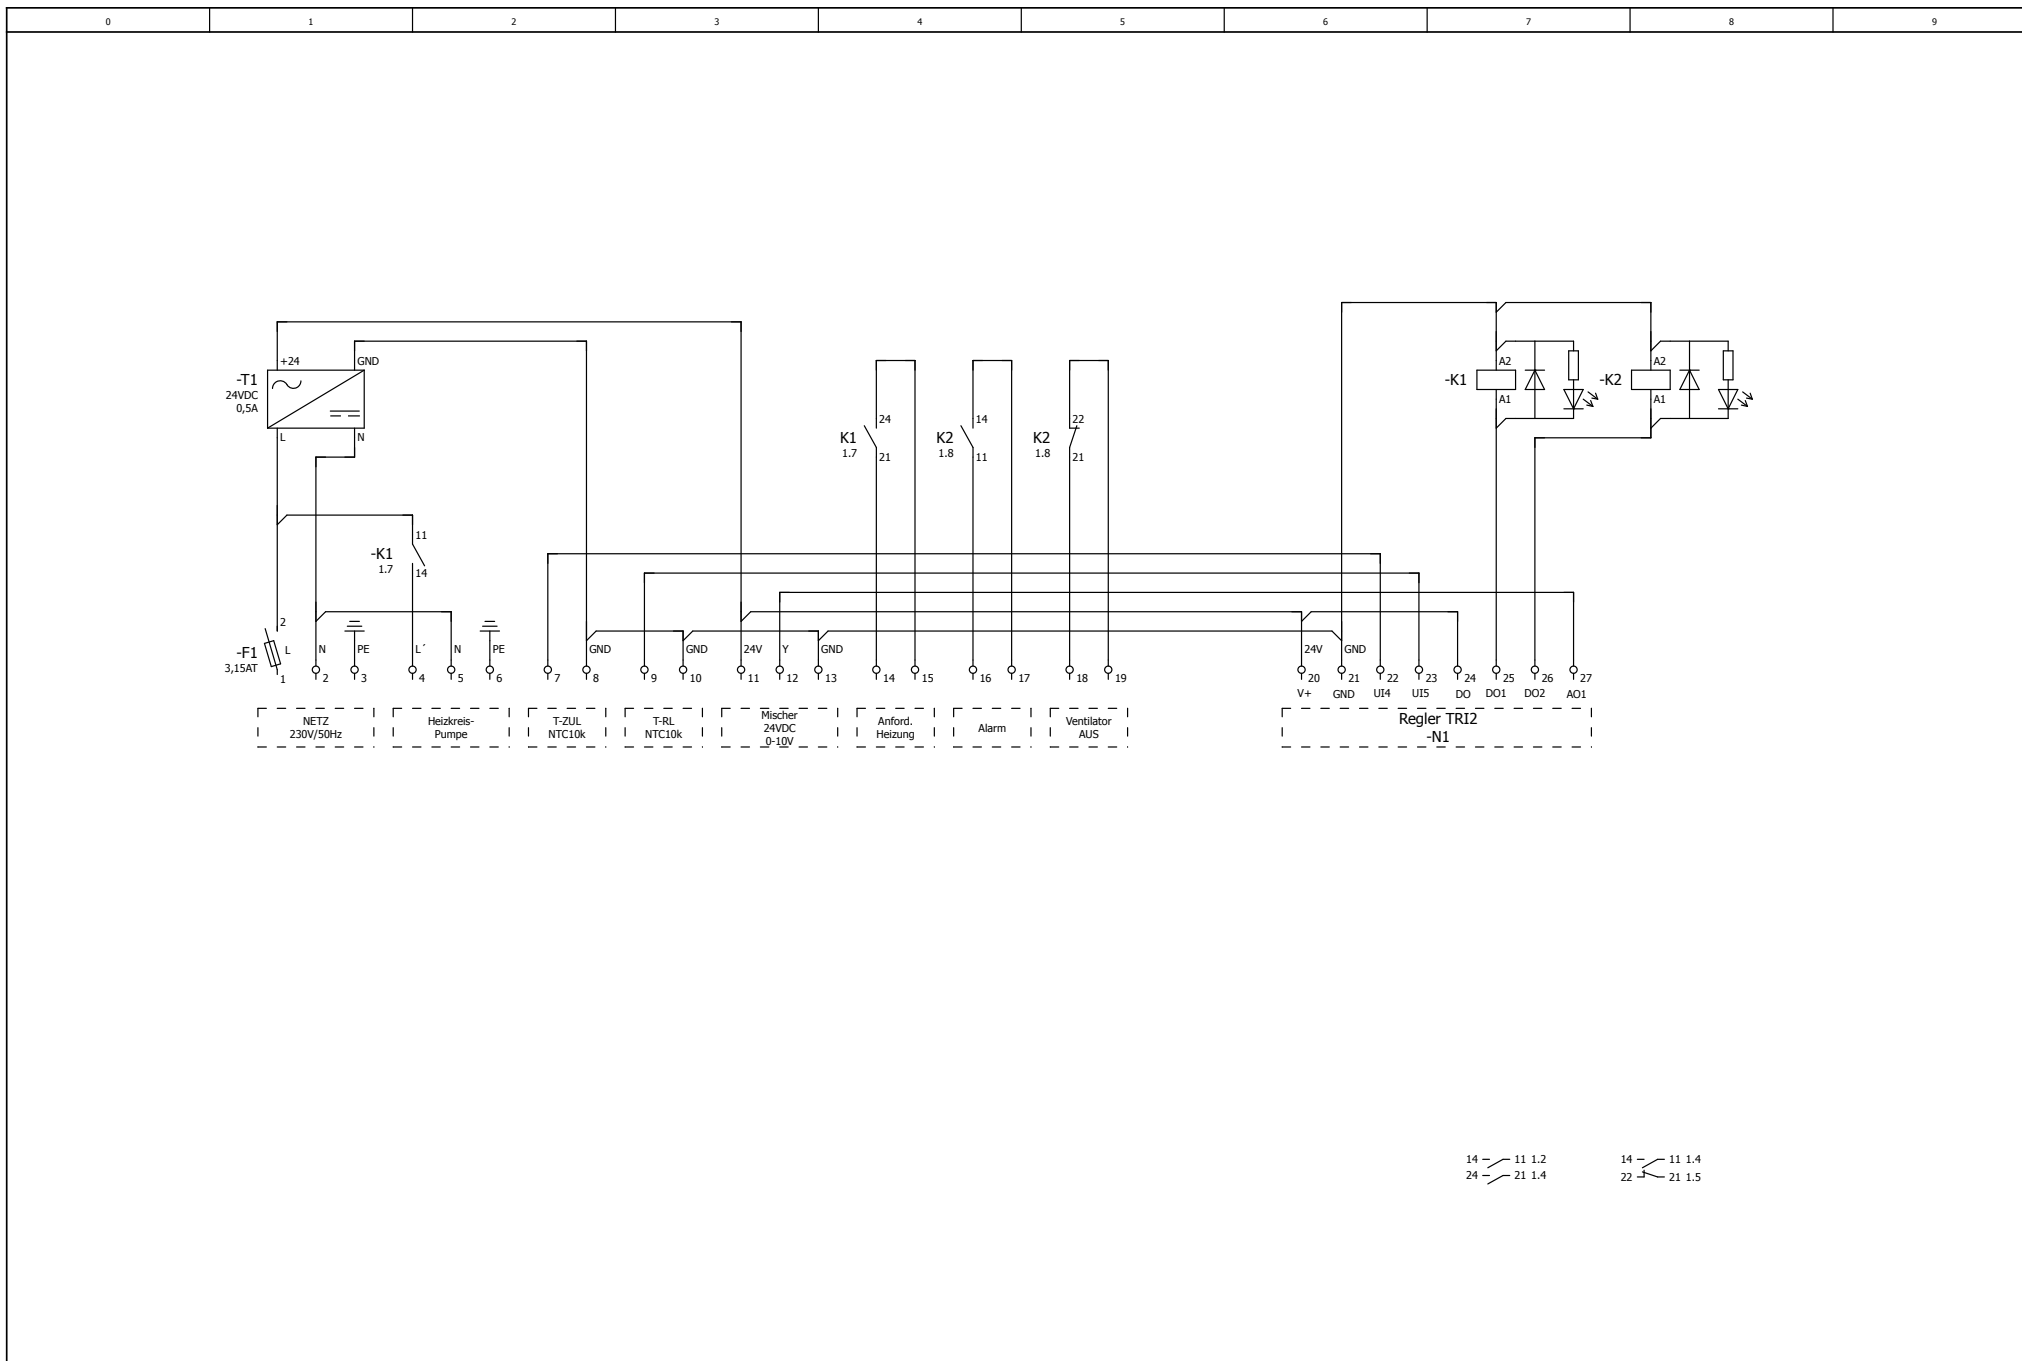 0 1 2 3 4 5 6 7 8 9
+24 GND
-T1
24VDC
0,5A
L N
A2 A2
-K1 -K2
A1 A1
24 14 22
K1 K2 K2
1.7 1.8 1.8
21 11 21
11
-K1
1.7
14
2
-F1
3,15AT
L N PE L´ N PE GND GND 24V Y GND 24V GND
1 2 3 4 5 6 7 8 9 10 11 12 13 14 15 16 17 18 19 20 21 22 23 24 25 26 27
V+ GND UI4 UI5 DO DO1 DO2 AO1
NETZ
230V/50Hz
Heizkreis-
Pumpe
T-ZUL
NTC10k
T-RL
NTC10k
Mischer
24VDC
0-10V
Anford.
Heizung
Alarm
Ventilator
AUS
Regler TRI2
-N1
14 11 1.2
24 21 1.4
14 11 1.4
22 21 1.5